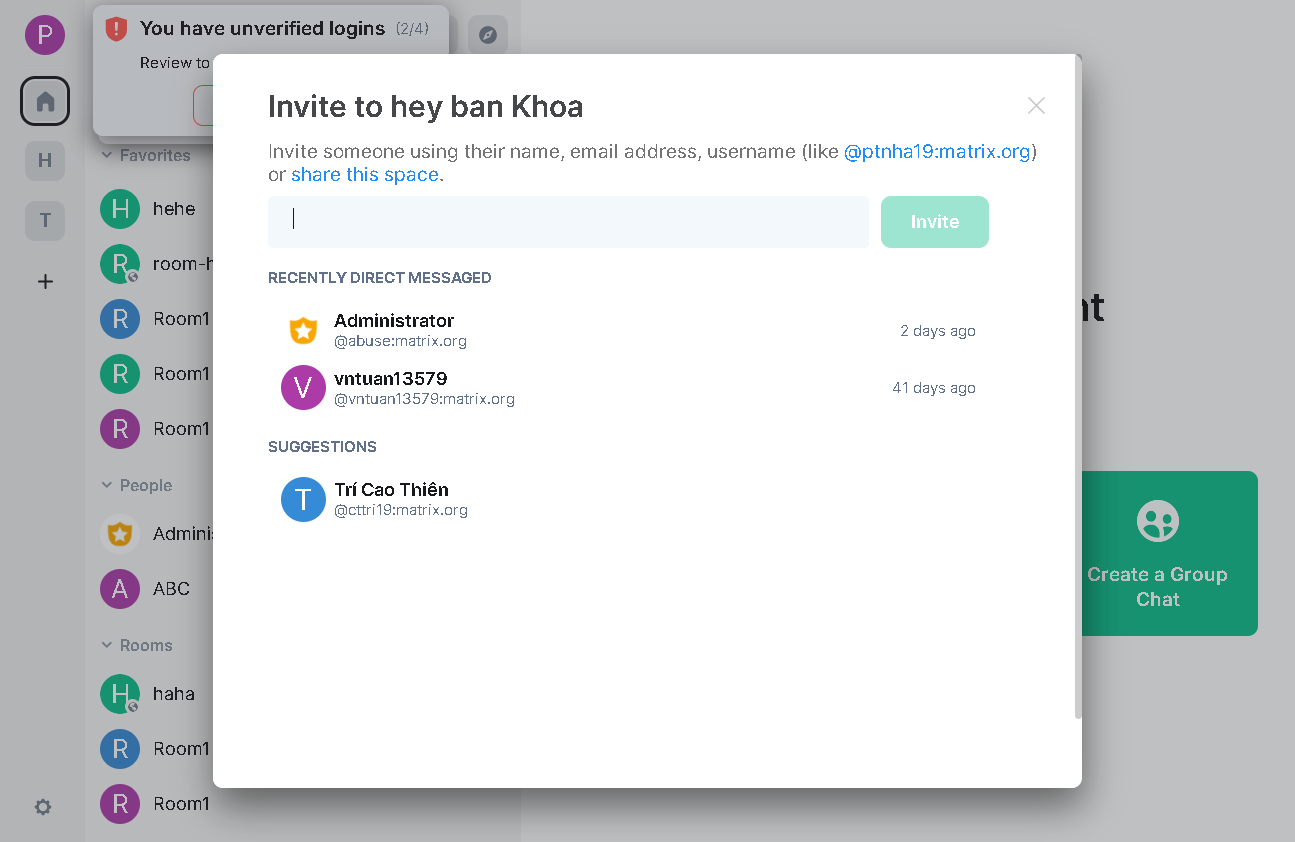 P
You have unverified logins (2/4)
Review to
H
T
Favorites
H hehe
R room-h
R Room1
R Room1
R Room1
People
Adminis
A ABC
Rooms
H haha
R Room1
R Room1
Invite to hey ban Khoa
Invite someone using their name, email address, username (like @ptnha19:matrix.org)
or share this space.
Invite
RECENTLY DIRECT MESSAGED
Administrator
@abuse:matrix.org
2 days ago
V
vntuan13579
@vntuan13579:matrix.org
41 days ago
SUGGESTIONS
T
Trí Cao Thiên
@cttri19:matrix.org
Create a Group
Chat